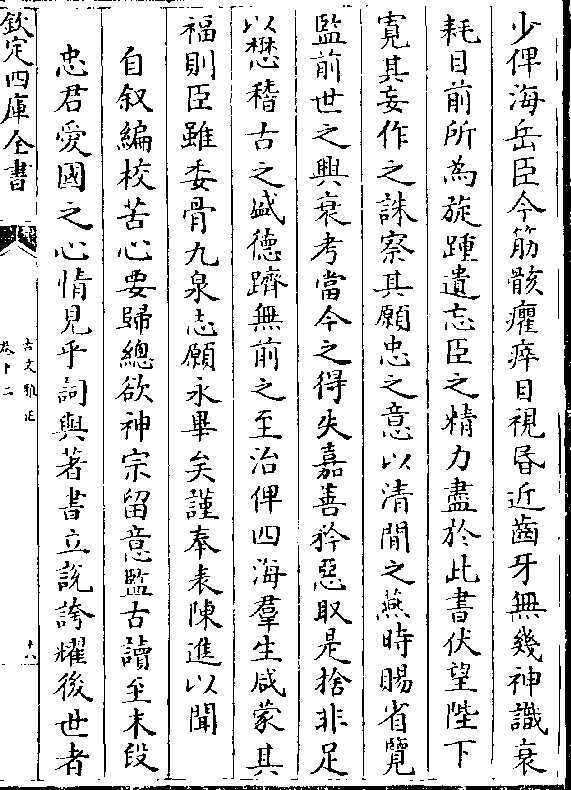 少俾海岳臣今筋骸癯瘁目視昏近齒牙無幾神識衰
耗目前所為旋踵遺忘臣之精力盡於此書伏望陛下
寛其妄作之誅察其願忠之意以清閒之燕時賜省覽
監前世之興衰考當今之得失嘉善矜惡取是捨非足
以懋稽古之盛德躋無前之至治俾四海羣生咸蒙其
福則臣雖委骨九泉志願永畢矣謹奉表陳進以聞
自叙編校苦心要歸總欲神宗留意監古讀至末段
忠君愛國之心情見乎詞與著書立說誇耀後世者
欽定四庫全書
古文雅正
卷十二
十八